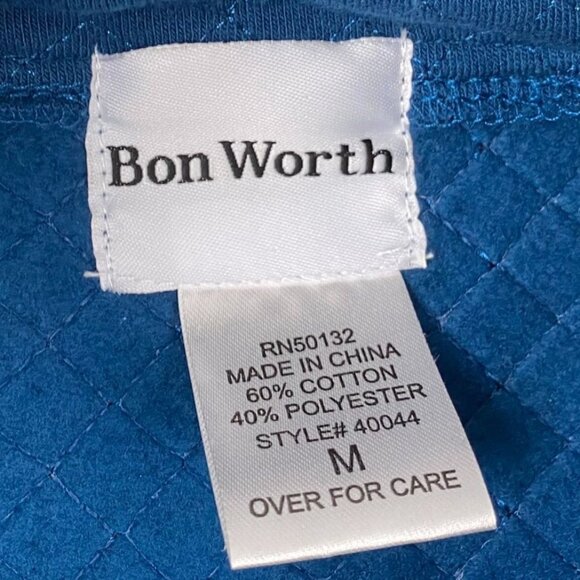 Bon Worth
RN50132
MADE IN CHINA
60% COTTON
40% POLYESTER
STYLE# 40044
M
OVER FOR CARE